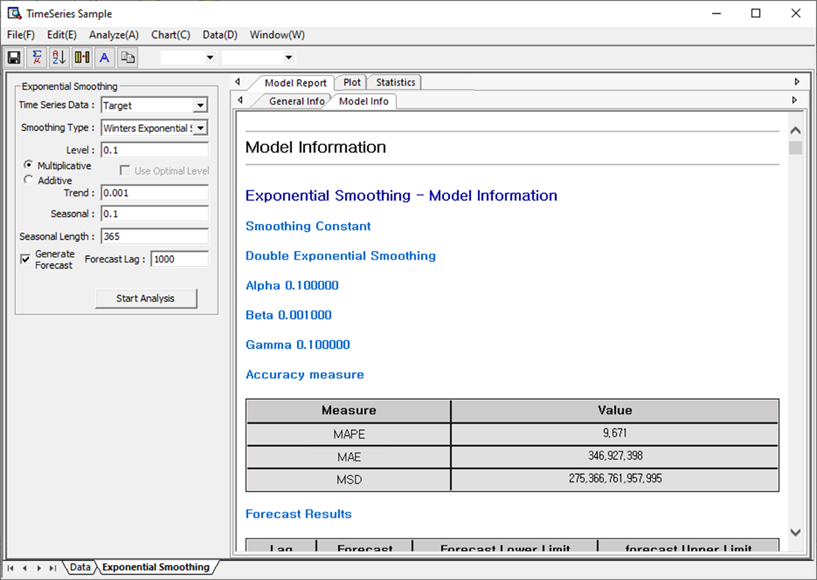 TimeSeries Sample
File(F) Edit(E) Analyze(A) Chart(C) Data(D) Window(W)
Exponential Smoothing
Time Series Data : Target
Smoothing Type : Winters Exponential S
Level : 0.1
Multiplicative
Use Optimal Level
Additive
Trend : 0.001
Seasonal : 0.1
Seasonal Length : 365
Generate Forecast
Forecast Lag : 1000
Start Analysis
Model Report Plot Statistics
General Info Model Info
Model Information
Exponential Smoothing - Model Information
Smoothing Constant
Double Exponential Smoothing
Alpha 0.100000
Beta 0.001000
Gamma 0.100000
Accuracy measure
Measure Value
MAPE 9,671
MAE 346,927,398
MSD 275,366,761,957,995
Forecast Results
Lag Forecast Forecast Lower Limit forecast Upper Limit
Data Exponential Smoothing